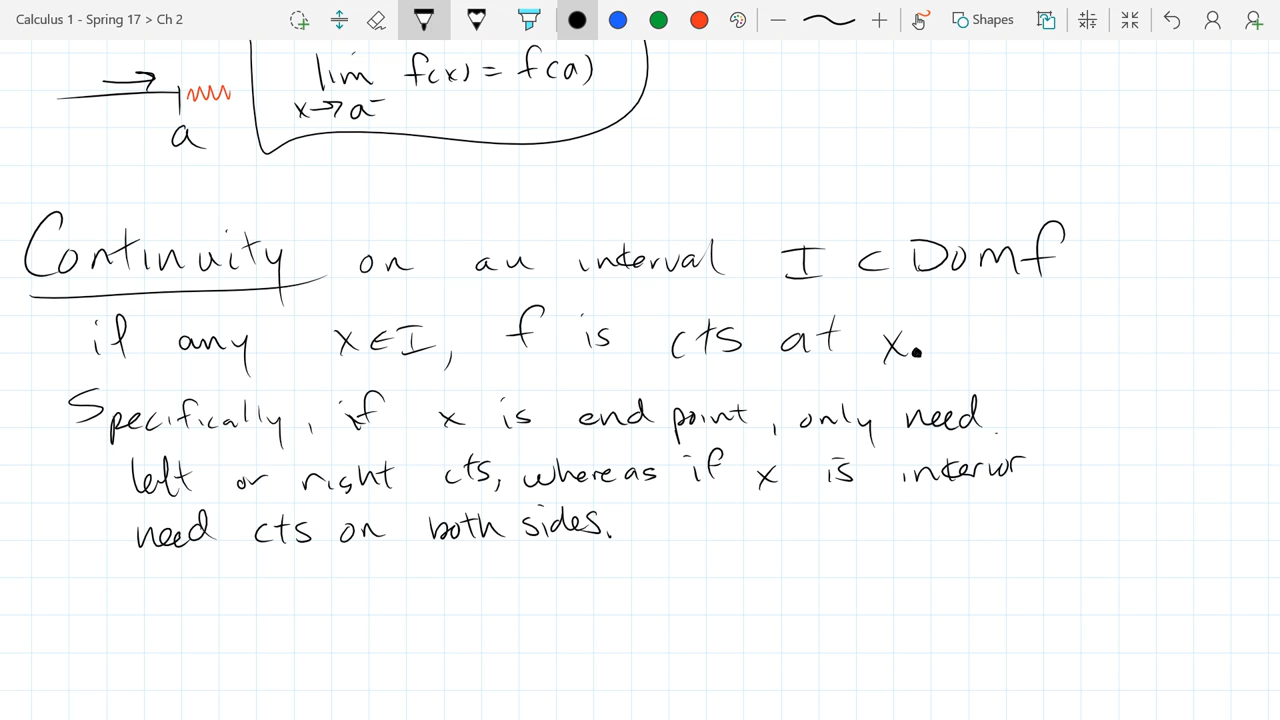 Calculus 1 - Spring 17 > Ch 2
Shapes
lim f(x) = f(a)
x→a⁻
a
Continuity on an interval I ⊂ Dom f
if any x∈I, f is cts at x.
Specifically, if x is end point, only need
left or right cts, whereas if x is interior
need cts on both sides.